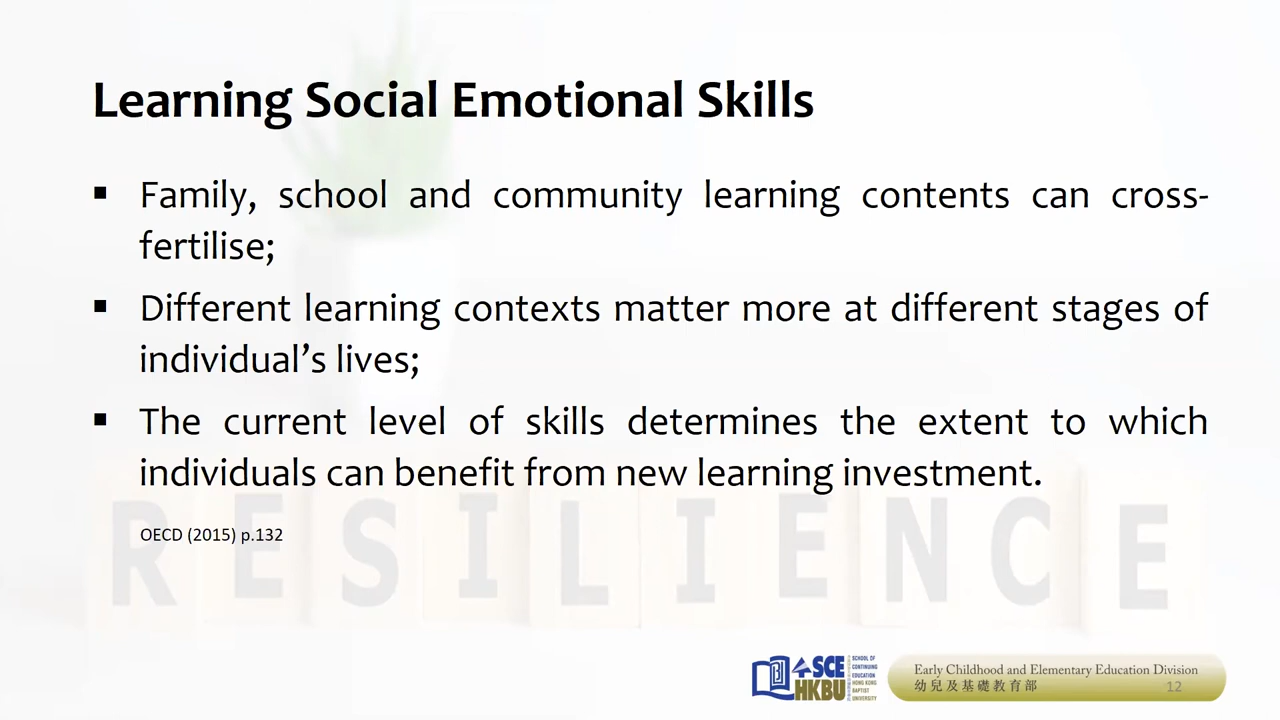 Learning Social Emotional Skills
▪ Family, school and community learning contents can cross-
fertilise;
▪ Different learning contexts matter more at different stages of
individual’s lives;
▪ The current level of skills determines the extent to which
individuals can benefit from new learning investment.
OECD (2015) p.132
RESILIENCE
SCE
HKBU
SCHOOL OF
CONTINUING
EDUCATION
HONG KONG
BAPTIST
UNIVERSITY
Early Childhood and Elementary Education Division
幼兒及基礎教育部
12